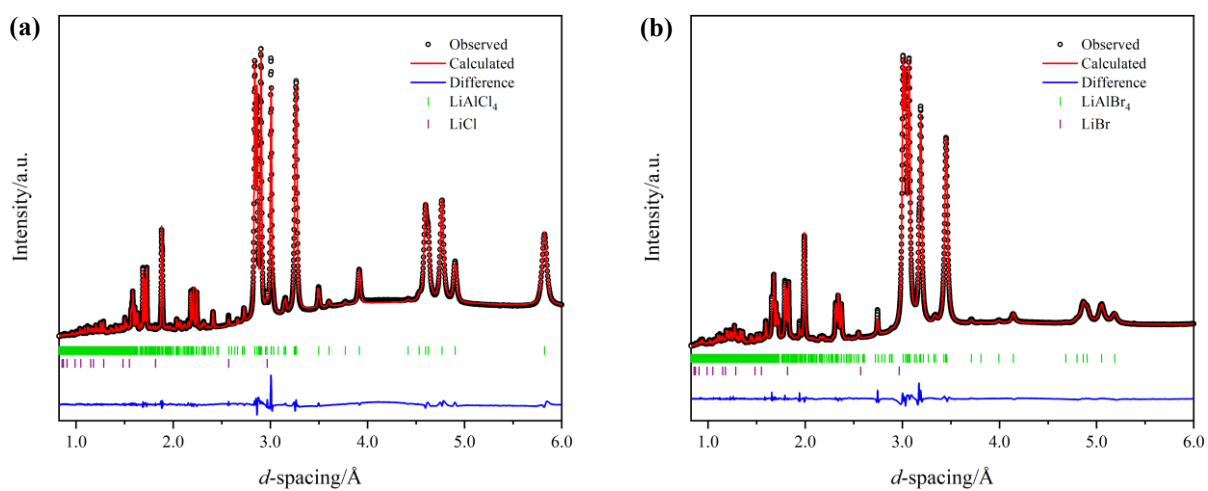 (a)
Intensity/a.u.
Observed
Calculated
Difference
LiAlCl₄
LiCl
1.0 2.0 3.0 4.0 5.0 6.0
d-spacing/Å
(b)
Intensity/a.u.
Observed
Calculated
Difference
LiAlBr₄
LiBr
1.0 2.0 3.0 4.0 5.0 6.0
d-spacing/Å